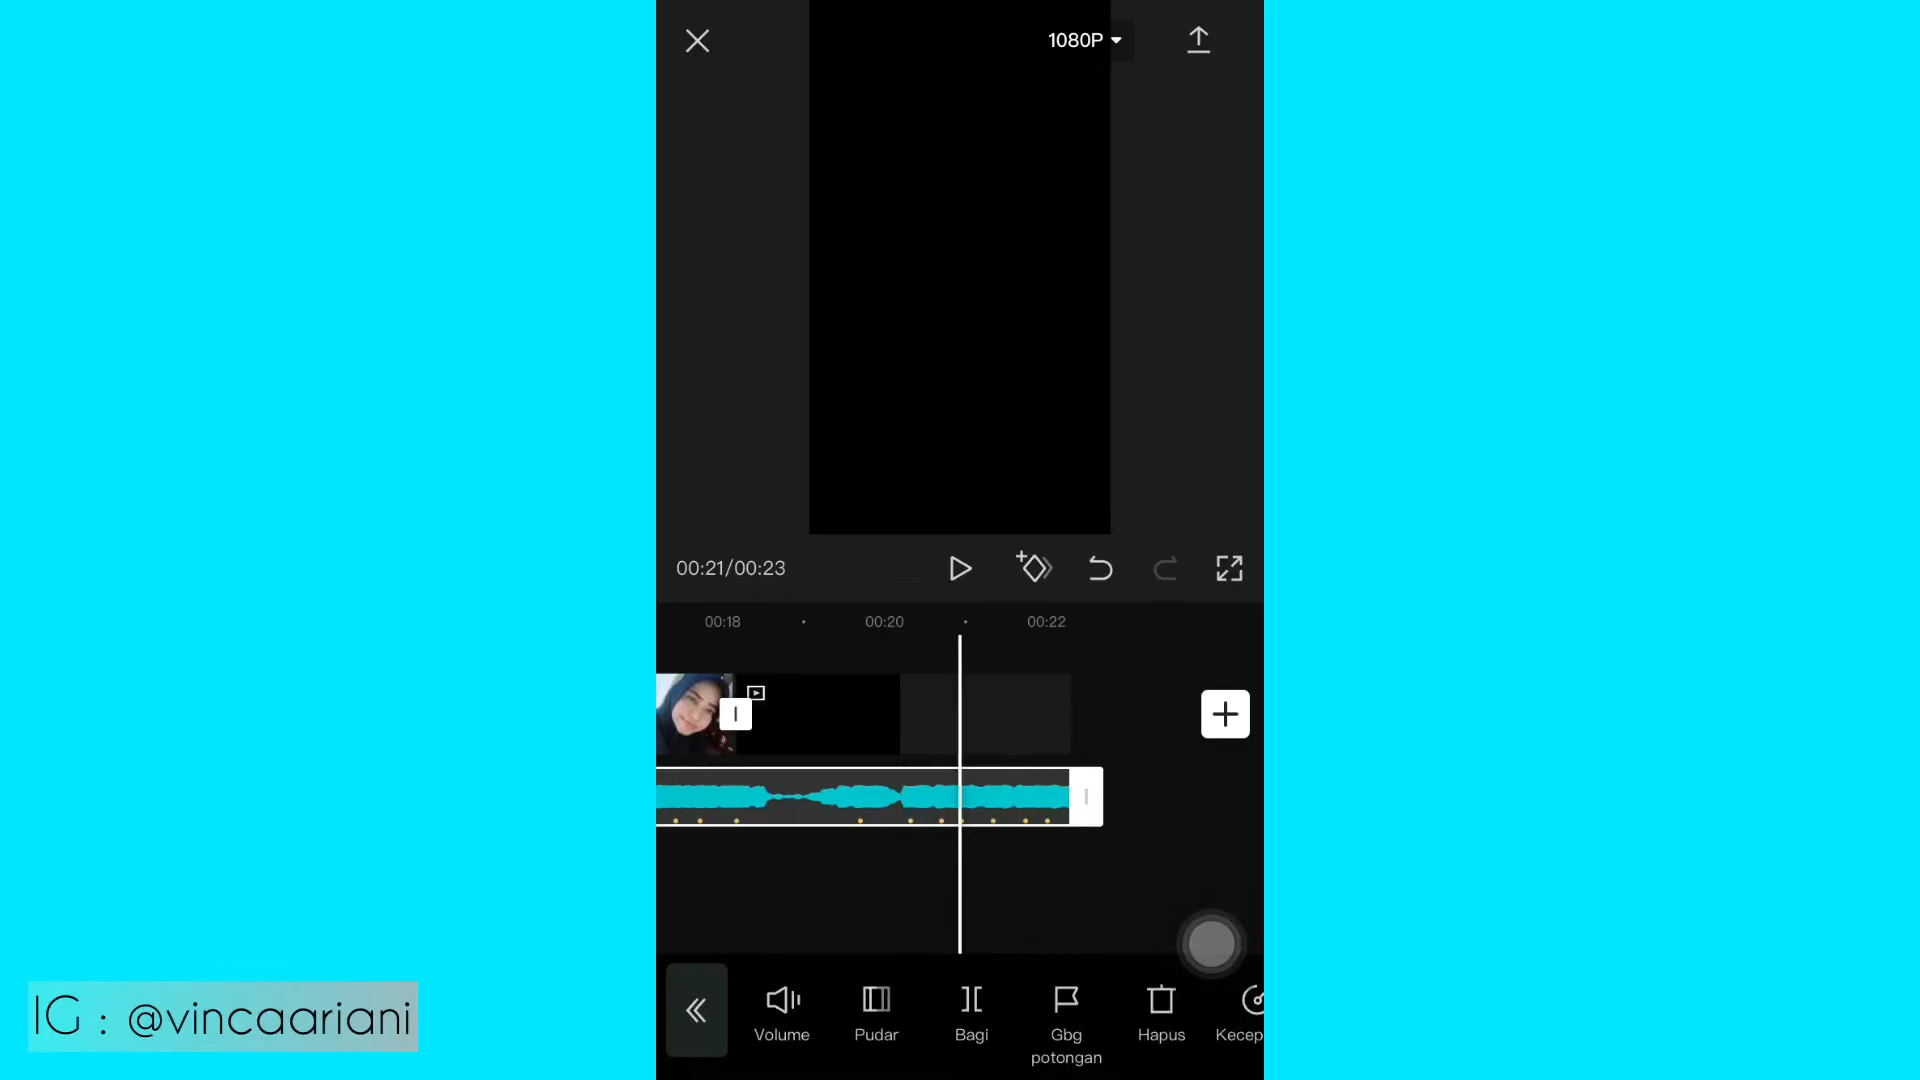 1080P
00:21/00:23
00:18
00:20
00:22
Volume
Pudar
Bagi
Gbg
potongan
Hapus
Kecep
IG : @vincaariani